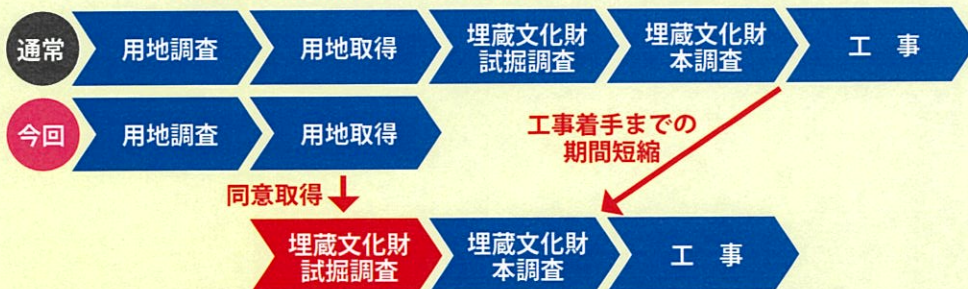 通常
用地調査
用地取得
埋蔵文化財
試掘調査
埋蔵文化財
本調査
工　事
今回
用地調査
用地取得
工事着手までの
期間短縮
同意取得
埋蔵文化財
試掘調査
埋蔵文化財
本調査
工　事